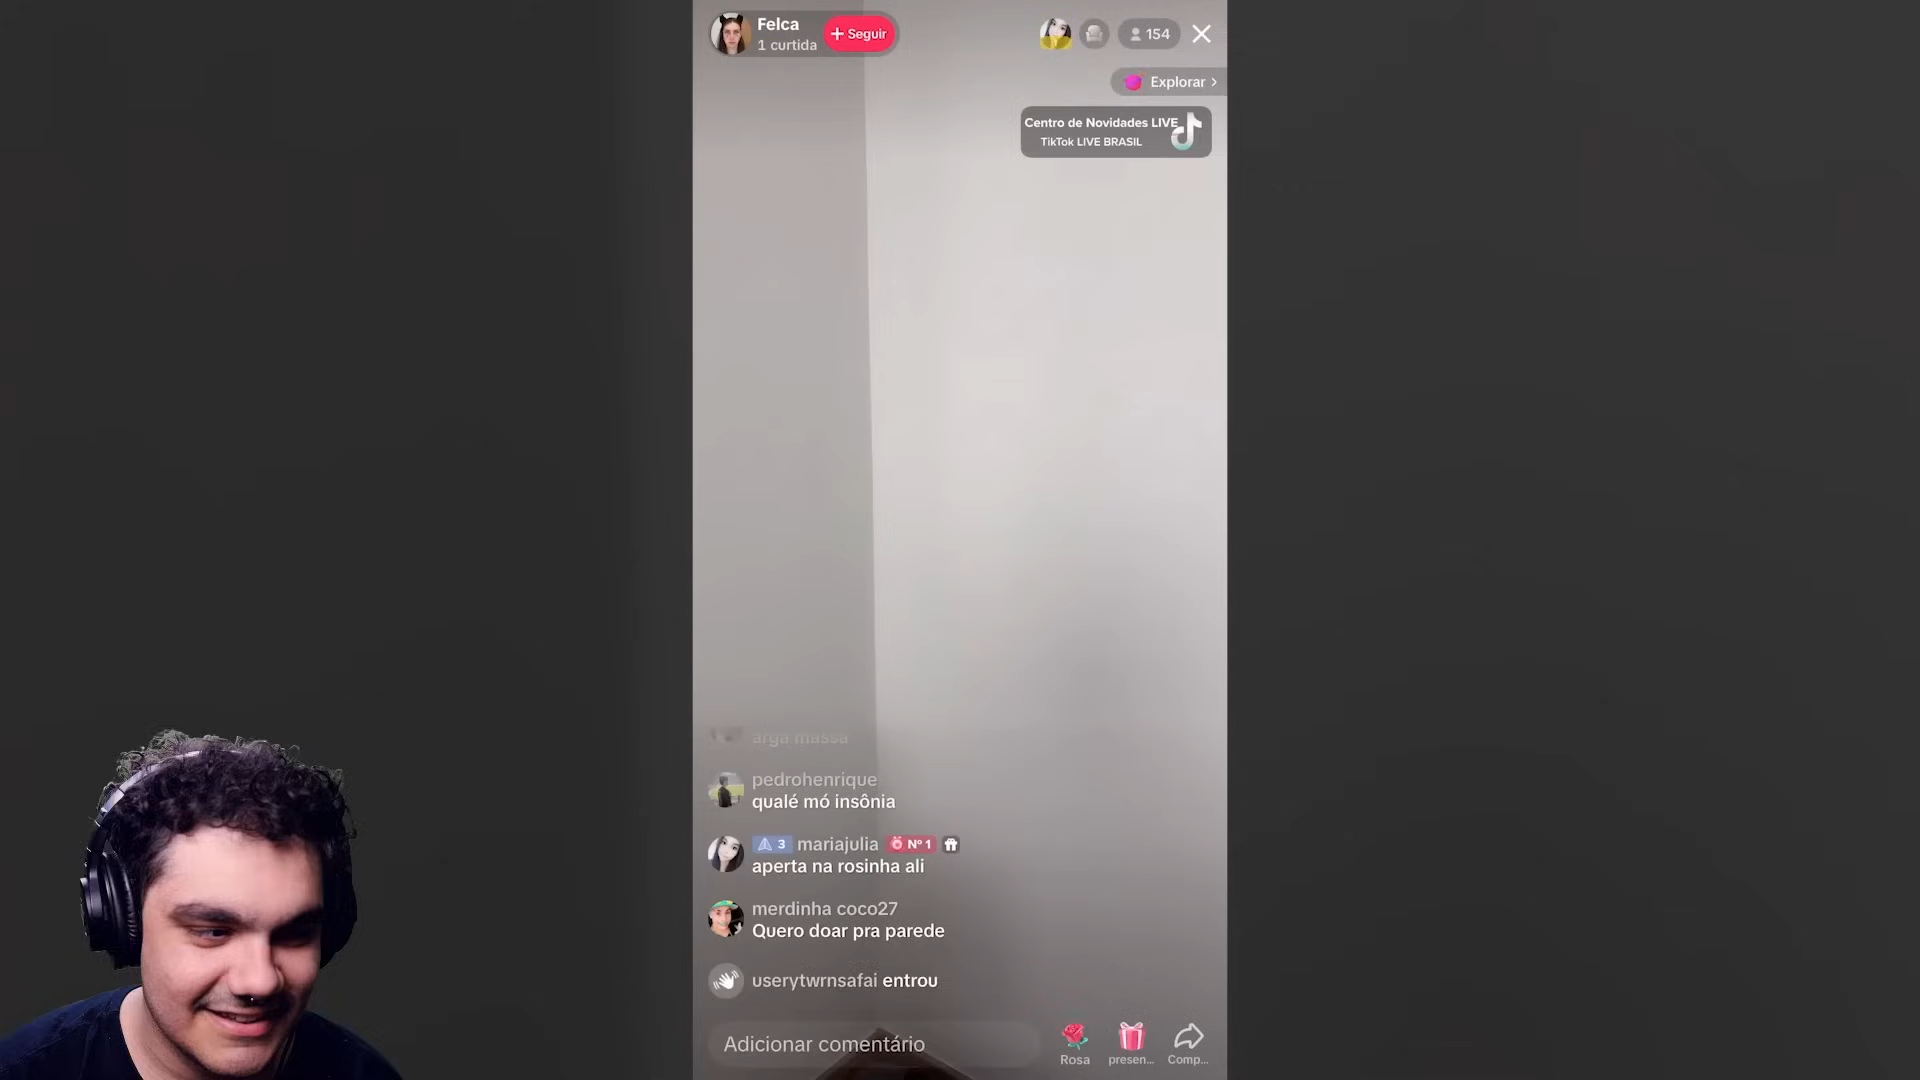 Felca
1 curtida
+ Seguir
154
Explorar >
Centro de Novidades LIVE
TikTok LIVE BRASIL
arga massa
pedrohenrique
qualé mó insônia
3 mariajulia Nº 1
aperta na rosinha ali
merdinha coco27
Quero doar pra parede
userytwrnsafai entrou
Adicionar comentário
Rosa
presen...
Comp...